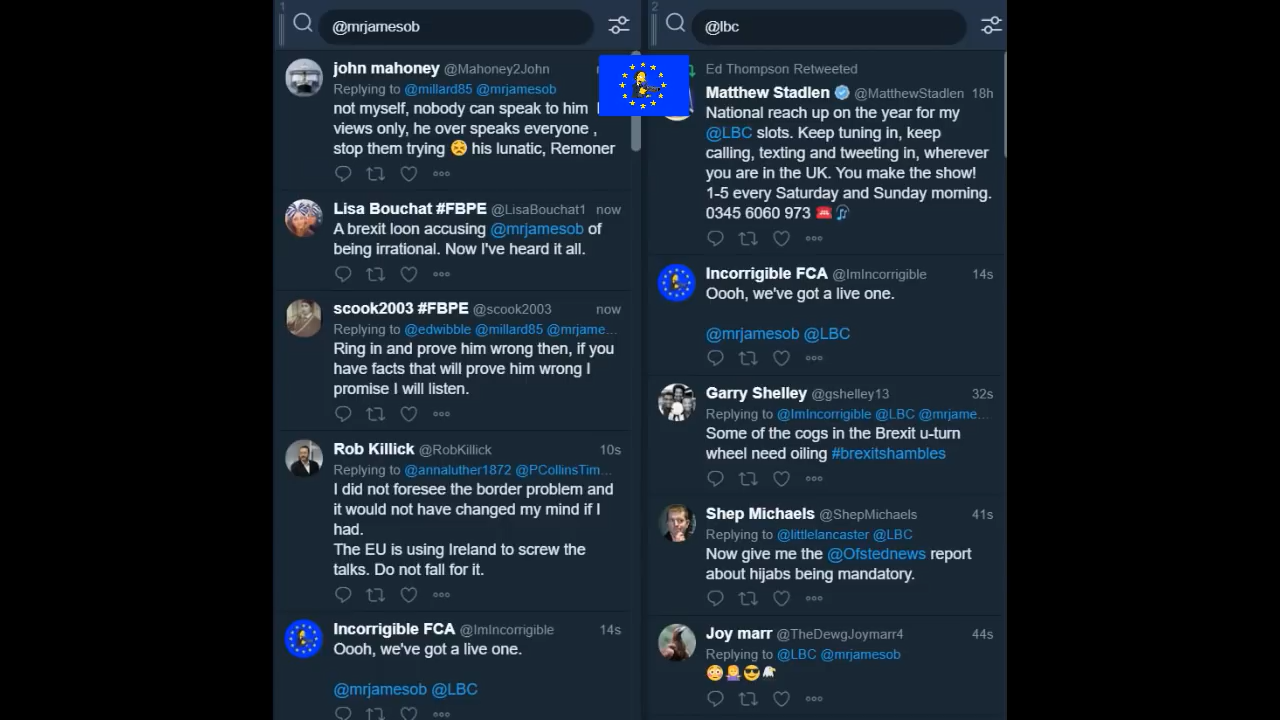 1
@mrjamesob
john mahoney @Mahoney2John
Replying to @millard85 @mrjamesob
not myself, nobody can speak to him
views only, he over speaks everyone ,
stop them trying 😣 his lunatic, Remoner
Lisa Bouchat #FBPE @LisaBouchat1 now
A brexit loon accusing @mrjamesob of
being irrational. Now I've heard it all.
scook2003 #FBPE @scook2003 now
Replying to @edwibble @millard85 @mrjame...
Ring in and prove him wrong then, if you
have facts that will prove him wrong I
promise I will listen.
Rob Killick @RobKillick 10s
Replying to @annaluther1872 @PCollinsTim...
I did not foresee the border problem and
it would not have changed my mind if I
had.
The EU is using Ireland to screw the
talks. Do not fall for it.
Incorrigible FCA @ImIncorrigible 14s
Oooh, we've got a live one.
@mrjamesob @LBC
2
@lbc
Ed Thompson Retweeted
Matthew Stadlen @MatthewStadlen 18h
National reach up on the year for my
@LBC slots. Keep tuning in, keep
calling, texting and tweeting in, wherever
you are in the UK. You make the show!
1-5 every Saturday and Sunday morning.
0345 6060 973 ☎️🎧
Incorrigible FCA @ImIncorrigible 14s
Oooh, we've got a live one.
@mrjamesob @LBC
Garry Shelley @gshelley13 32s
Replying to @ImIncorrigible @LBC @mrjame...
Some of the cogs in the Brexit u-turn
wheel need oiling #brexitshambles
Shep Michaels @ShepMichaels 41s
Replying to @littlelancaster @LBC
Now give me the @Ofstednews report
about hijabs being mandatory.
Joy marr @TheDewgJoymarr4 44s
Replying to @LBC @mrjamesob